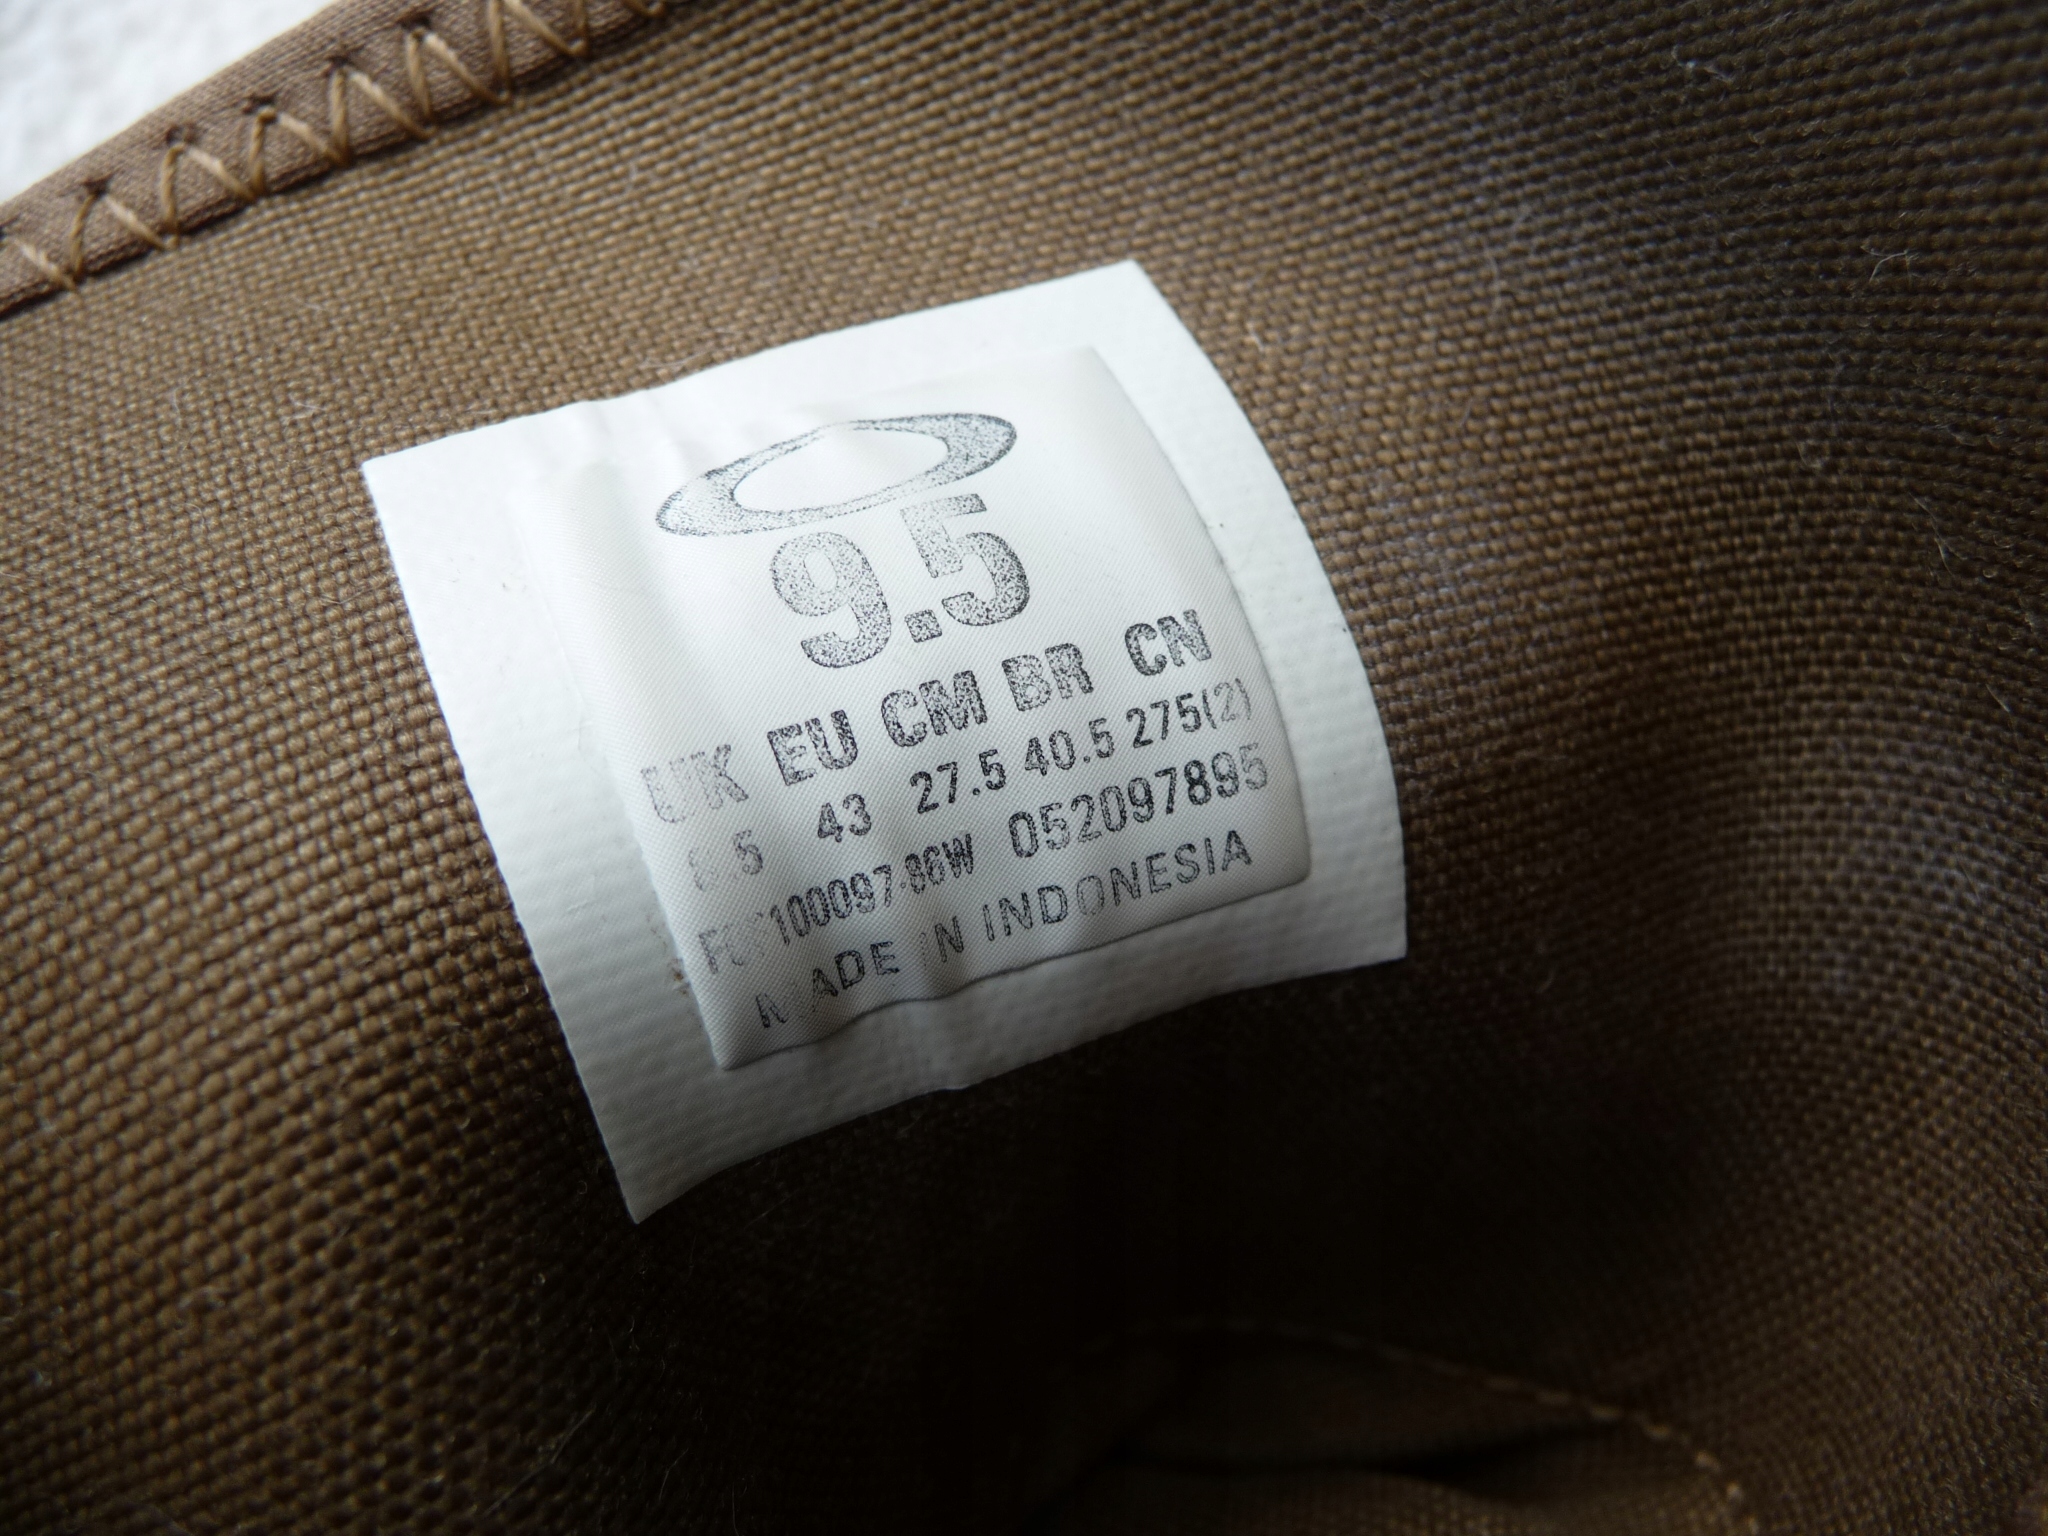 9.5
UK EU CM BR CN
43 27.5 40.5 275(2)
052097895
MADE IN INDONESIA